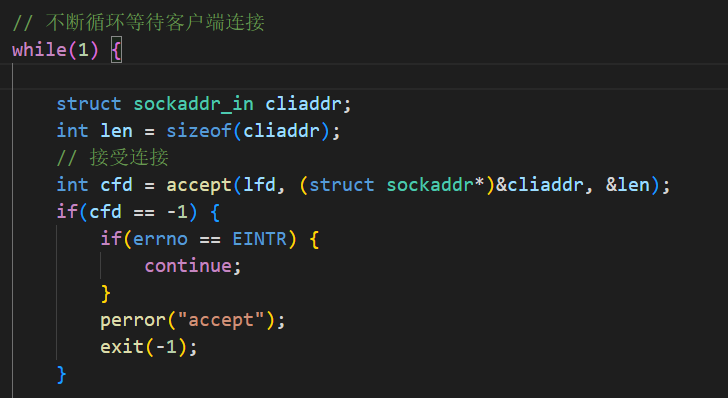 // 不断循环等待客户端连接
while(1) {
struct sockaddr_in cliaddr;
int len = sizeof(cliaddr);
// 接受连接
int cfd = accept(lfd, (struct sockaddr*)&cliaddr, &len);
if(cfd == -1) {
if(errno == EINTR) {
continue;
}
perror("accept");
exit(-1);
}